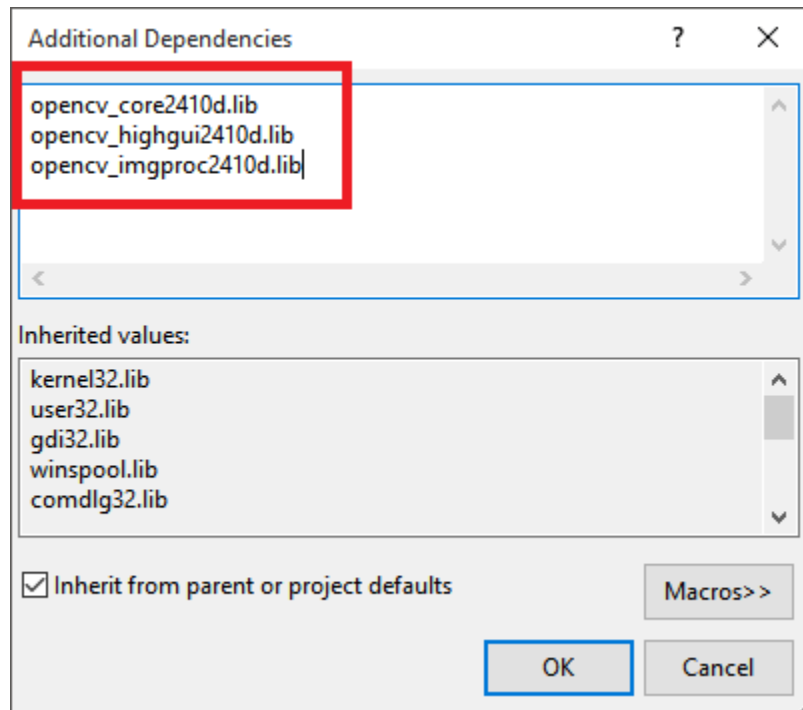 Additional Dependencies
?
opencv_core2410d.lib
opencv_highgui2410d.lib
opencv_imgproc2410d.lib
Inherited values:
kernel32.lib
user32.lib
gdi32.lib
winspool.lib
comdlg32.lib
Inherit from parent or project defaults
Macros>>
OK
Cancel